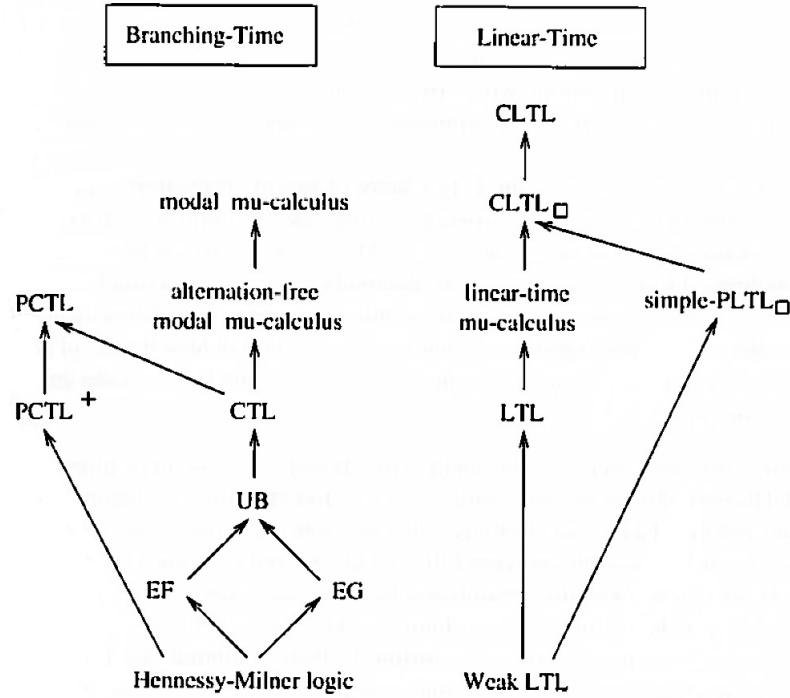 Branching-Time
Linear-Time
CLTL
modal mu-calculus
CLTL□
PCTL
alternation-free
modal mu-calculus
linear-time
mu-calculus
simple-PLTL□
PCTL+
CTL
LTL
UB
EF
EG
Hennessy-Milner logic
Weak LTL